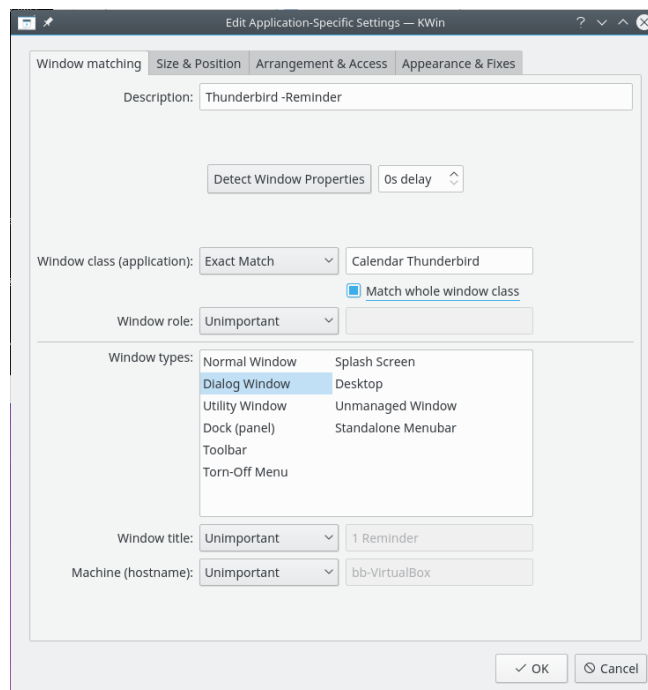 Edit Application-Specific Settings — KWin
Window matching Size & Position Arrangement & Access Appearance & Fixes
Description: Thunderbird -Reminder
Detect Window Properties 0s delay
Window class (application): Exact Match Calendar Thunderbird
Match whole window class
Window role: Unimportant
Window types:
Normal Window Splash Screen
Dialog Window Desktop
Utility Window Unmanaged Window
Dock (panel) Standalone Menubar
Toolbar
Torn-Off Menu
Window title: Unimportant 1 Reminder
Machine (hostname): Unimportant bb-VirtualBox
OK Cancel